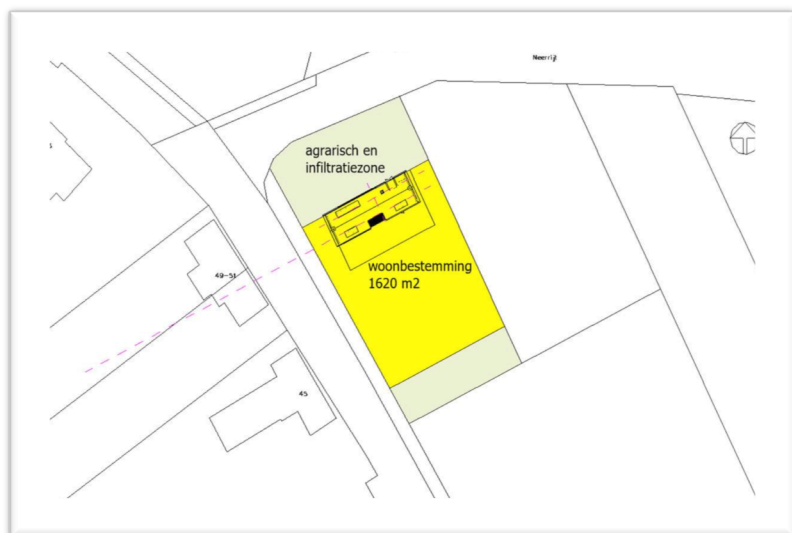 Neerrijt
agrarisch en
infiltratiezone
woonbestemming
1620 m2
49-51
45